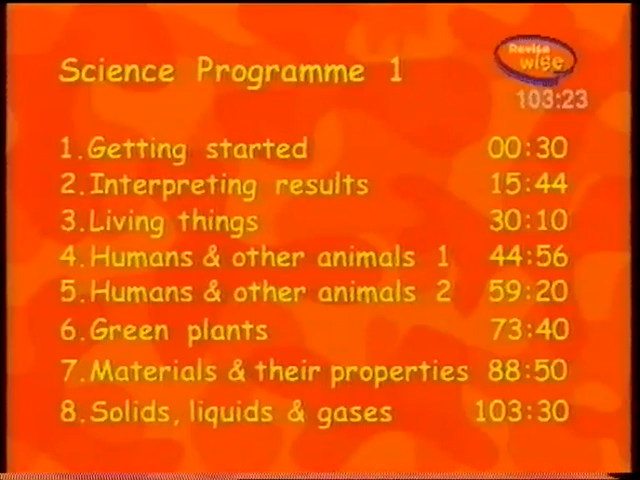 Revise
wise
Science Programme 1
103:23
1.Getting started 00:30
2.Interpreting results 15:44
3.Living things 30:10
4.Humans & other animals 1 44:56
5.Humans & other animals 2 59:20
6.Green plants 73:40
7.Materials & their properties 88:50
8.Solids, liquids & gases 103:30